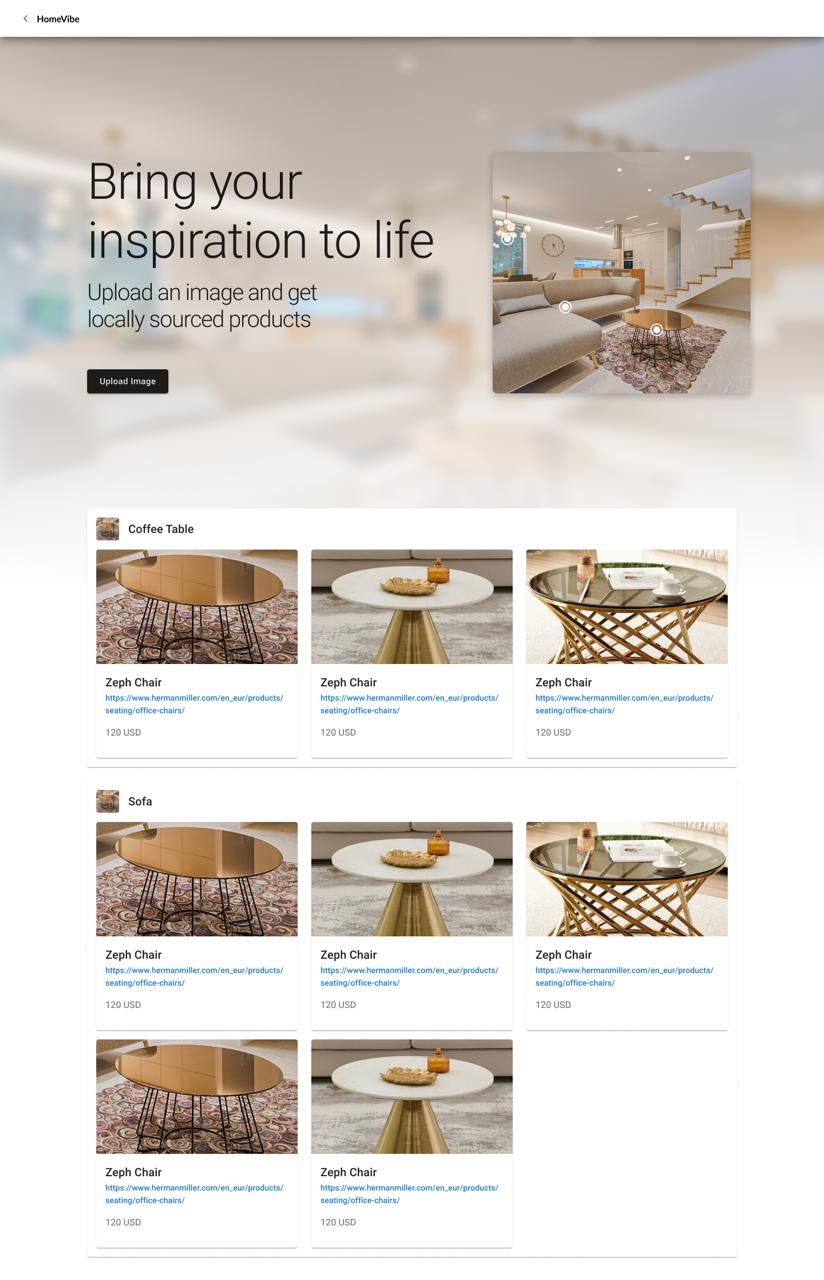 HomeVibe
Bring your
inspiration to life
Upload an image and get
locally sourced products
Upload Image
Coffee Table
Zeph Chair
https://www.hermanmiller.com/en_eur/products/
seating/office-chairs/
120 USD
Zeph Chair
https://www.hermanmiller.com/en_eur/products/
seating/office-chairs/
120 USD
Zeph Chair
https://www.hermanmiller.com/en_eur/products/
seating/office-chairs/
120 USD
Sofa
Zeph Chair
https://www.hermanmiller.com/en_eur/products/
seating/office-chairs/
120 USD
Zeph Chair
https://www.hermanmiller.com/en_eur/products/
seating/office-chairs/
120 USD
Zeph Chair
https://www.hermanmiller.com/en_eur/products/
seating/office-chairs/
120 USD
Zeph Chair
https://www.hermanmiller.com/en_eur/products/
seating/office-chairs/
120 USD
Zeph Chair
https://www.hermanmiller.com/en_eur/products/
seating/office-chairs/
120 USD